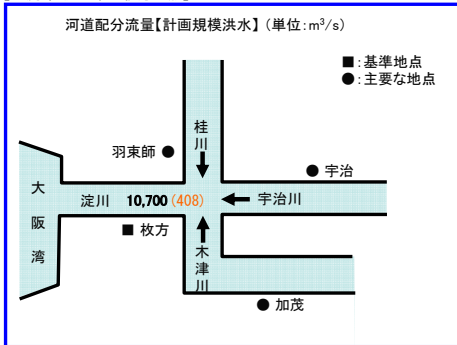 河道配分流量【計画規模洪水】(単位:m³/s)
■:基準地点
●:主要な地点
桂川
羽束師 ●
● 宇治
大阪湾
淀川 10,700 (408)
宇治川
■ 枚方
木津川
● 加茂